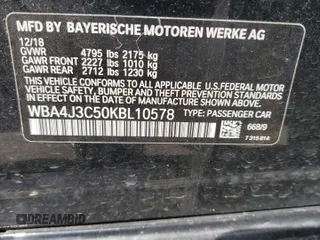 MFD BY BAYERISCHE MOTOREN WERKE AG
12/18
GVWR 4795 lbs 2175 kg
GAWR FRONT 2227 lbs 1010 kg
GAWR REAR 2712 lbs 1230 kg
THIS VEHICLE CONFORMS TO ALL APPLICABLE U.S. FEDERAL MOTOR
VEHICLE SAFETY, BUMPER, AND THEFT PREVENTION STANDARDS
IN EFFECT ON THE DATE OF MANUFACTURE SHOWN ABOVE.
WBA4J3C50KBL10578 TYPE: PASSENGER CAR
668/9
DREAMBID